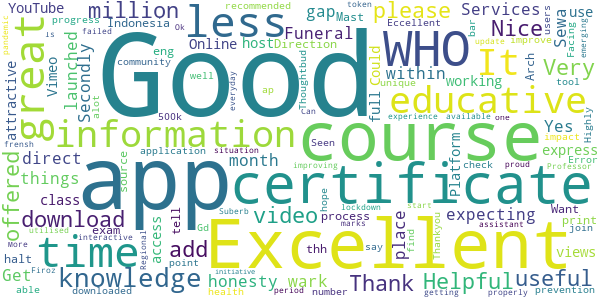 YouTube
million
less
gap
please
Services
Nice
Sawa
use
users
progress
recommended
Mast
Eccellent
token
Ok
Indonesia
failed
is
pandemic
great
launched
Secondly
Vimeo
attractive
Online
host
Funeral
Direction
eng
community
well
ap
everyday
Good
WHO
It
Very
Facing
emerging
bar
update
improve
tool
within
working
could
unique
Arch
full
Thoughtbud
educative
information
course
500k
Can
experience
available
one
Yes
Highly
alot
frensh
direct
application
situation
Seen
improving
Platform
check
proud
impact
express
Error
Professor
things
source
month
app
certificate
class
offered
download
exam
access
tell
add
video
hope
lockdown
process
marks
place
start
expecting
Want
print
join
halt
Gd
Suberb
say
find
Thankyou
assistant
views
time
More
utilised
interactive
Regional
point
thh
Excellent
Get
Firoz
knowledge
honesty
wark
Thank
Helpful
useful
able
downloaded
initiative
health
period
number
getting
properly
prevention